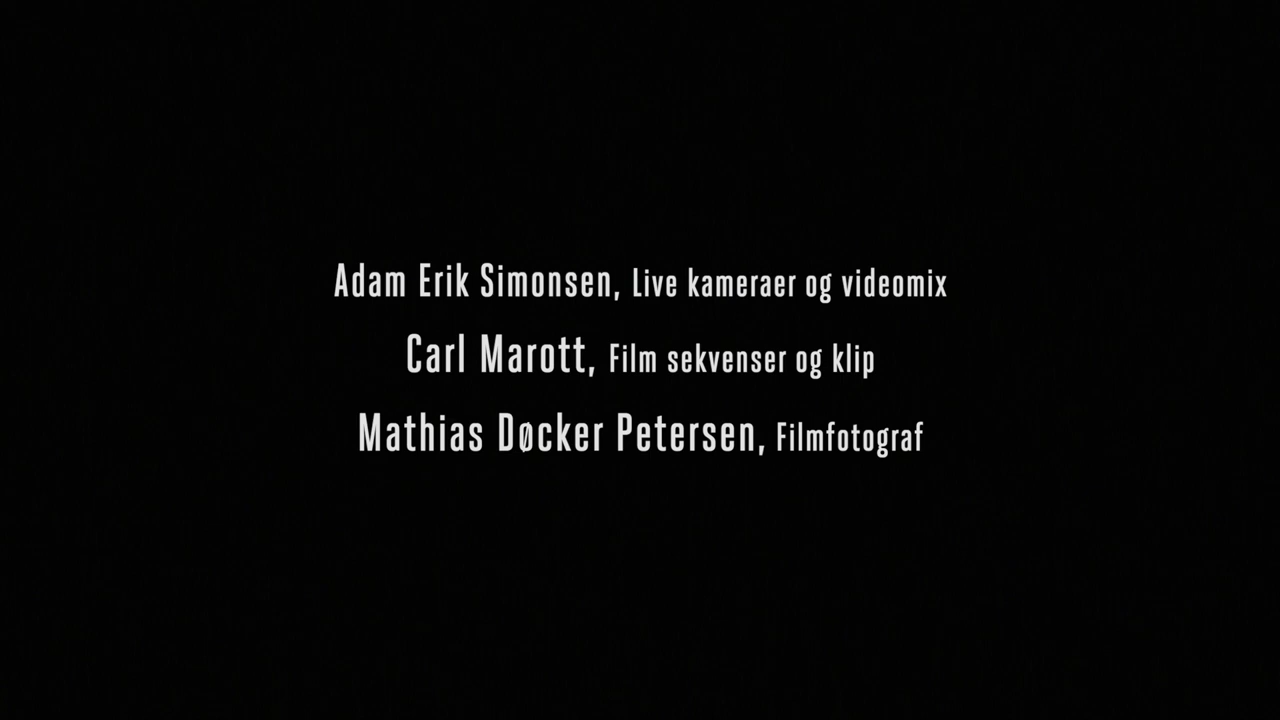 Adam Erik Simonsen, Live kameraer og videomix
Carl Marott, Film sekvenser og klip
Mathias Døcker Petersen, Filmfotograf